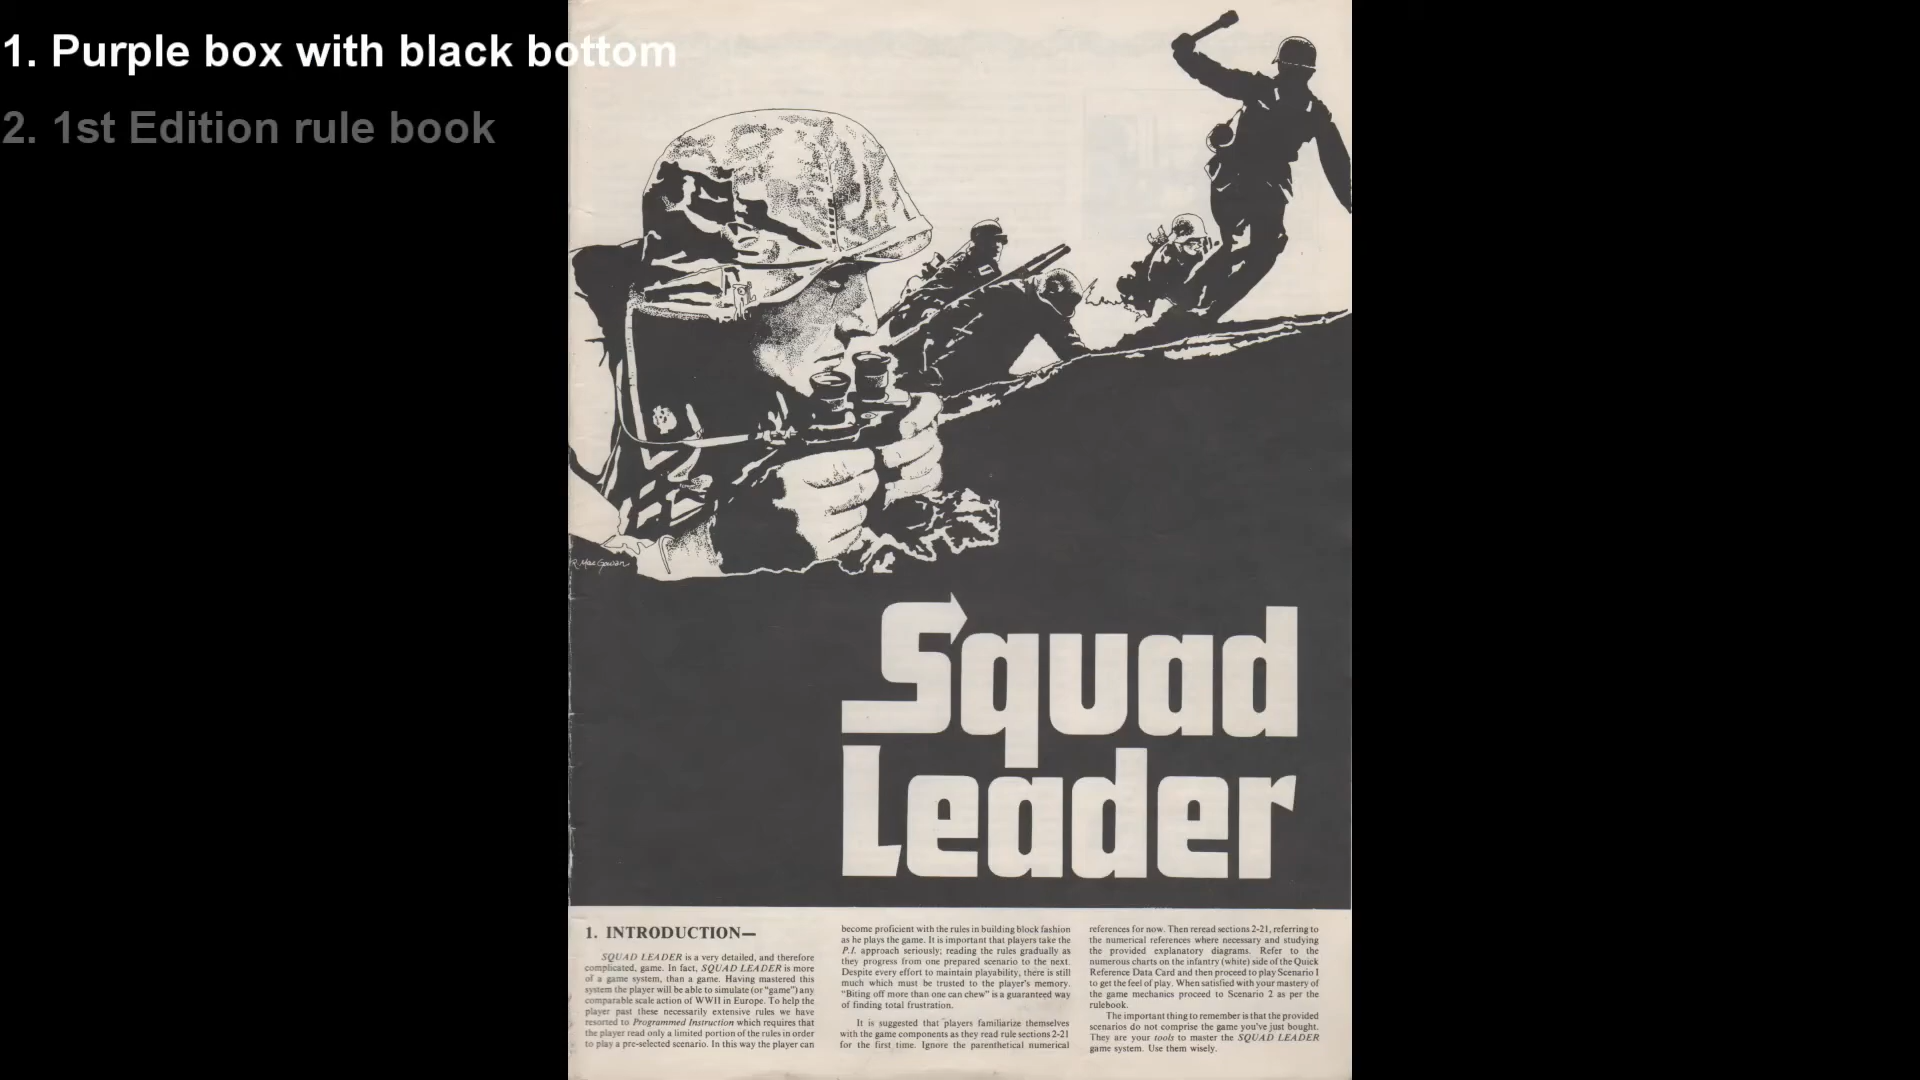 1. Purple box with black bottom
2. 1st Edition rule book
R. MacGowan
Squad
Leader
1. INTRODUCTION—
SQUAD LEADER is a very detailed, and therefore
complicated, game. In fact, SQUAD LEADER is more
of a game system, than a game. Having mastered this
system the player will be able to simulate (or "game") any
comparable scale action of WWII in Europe. To help the
player past these necessarily extensive rules we have
resorted to Programmed Instruction which requires that
the player read only a limited portion of the rules in order
to play a pre-selected scenario. In this way the player can
become proficient with the rules in building block fashion
as he plays the game. It is important that players take the
P.I. approach seriously; reading the rules gradually as
they progress from one prepared scenario to the next.
Despite every effort to maintain playability, there is still
much which must be trusted to the player's memory.
"Biting off more than one can chew" is a guaranteed way
of finding total frustration.
It is suggested that players familiarize themselves
with the game components as they read rule sections 2-21
for the first time. Ignore the parenthetical numerical
references for now. Then reread sections 2-21, referring to
the numerical references where necessary and studying
the provided explanatory diagrams. Refer to the
numerous charts on the infantry (white) side of the Quick
Reference Data Card and then proceed to play Scenario 1
to get the feel of play. When satisfied with your mastery of
the game mechanics proceed to Scenario 2 as per the
rulebook.
The important thing to remember is that the provided
scenarios do not comprise the game you've just bought.
They are your tools to master the SQUAD LEADER
game system. Use them wisely.